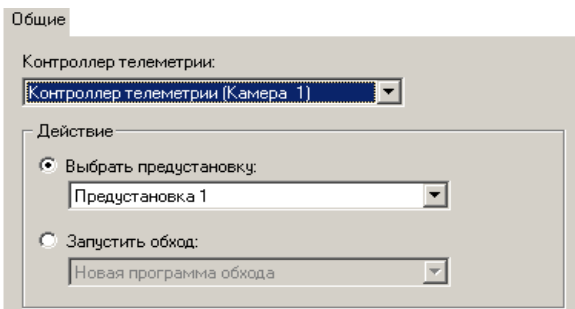 Общие
Контроллер телеметрии:
Контроллер телеметрии (Камера 1)
Действие
Выбрать предустановку:
Предустановка 1
Запустить обход:
Новая программа обхода